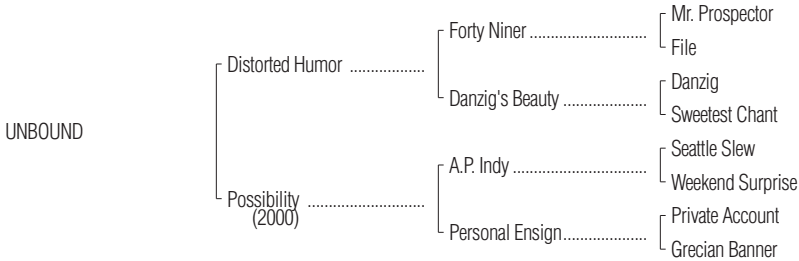 Mr. Prospector
Forty Niner
File
Distorted Humor
Danzig
Danzig's Beauty
Sweetest Chant
UNBOUND
Seattle Slew
A.P. Indy
Weekend Surprise
Possibility
(2000)
Private Account
Personal Ensign
Grecian Banner